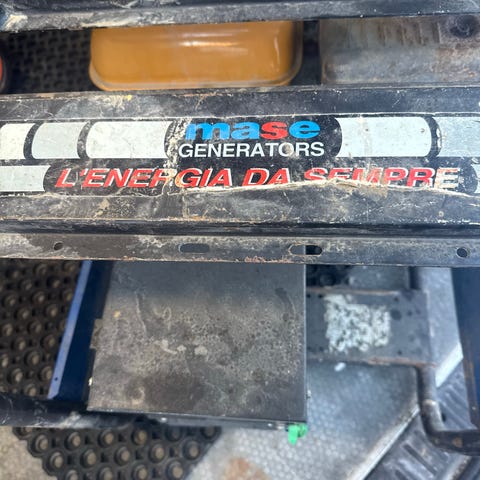 mase
GENERATORS
L'ENERGIA DA SEMPRE